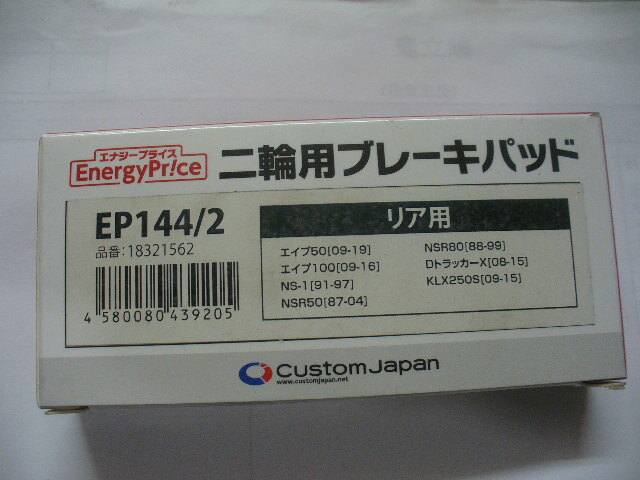 エナジープライス
EnergyPr!ce
二輪用ブレーキパッド
EP144/2
品番:18321562
4 580080 439205
リア用
エイプ50[09-19]
エイプ100[09-16]
NS-1[91-97]
NSR50[87-04]
NSR80[86-99]
Dトラッカーx[08-15]
KLX250S[09-15]
CustomJapan
www.customjapan.net